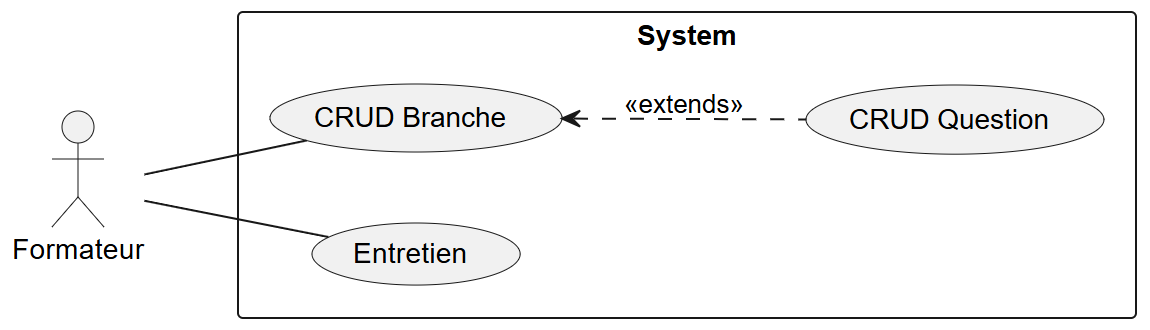 System
CRUD Branche
«extends»
CRUD Question
Formateur
Entretien